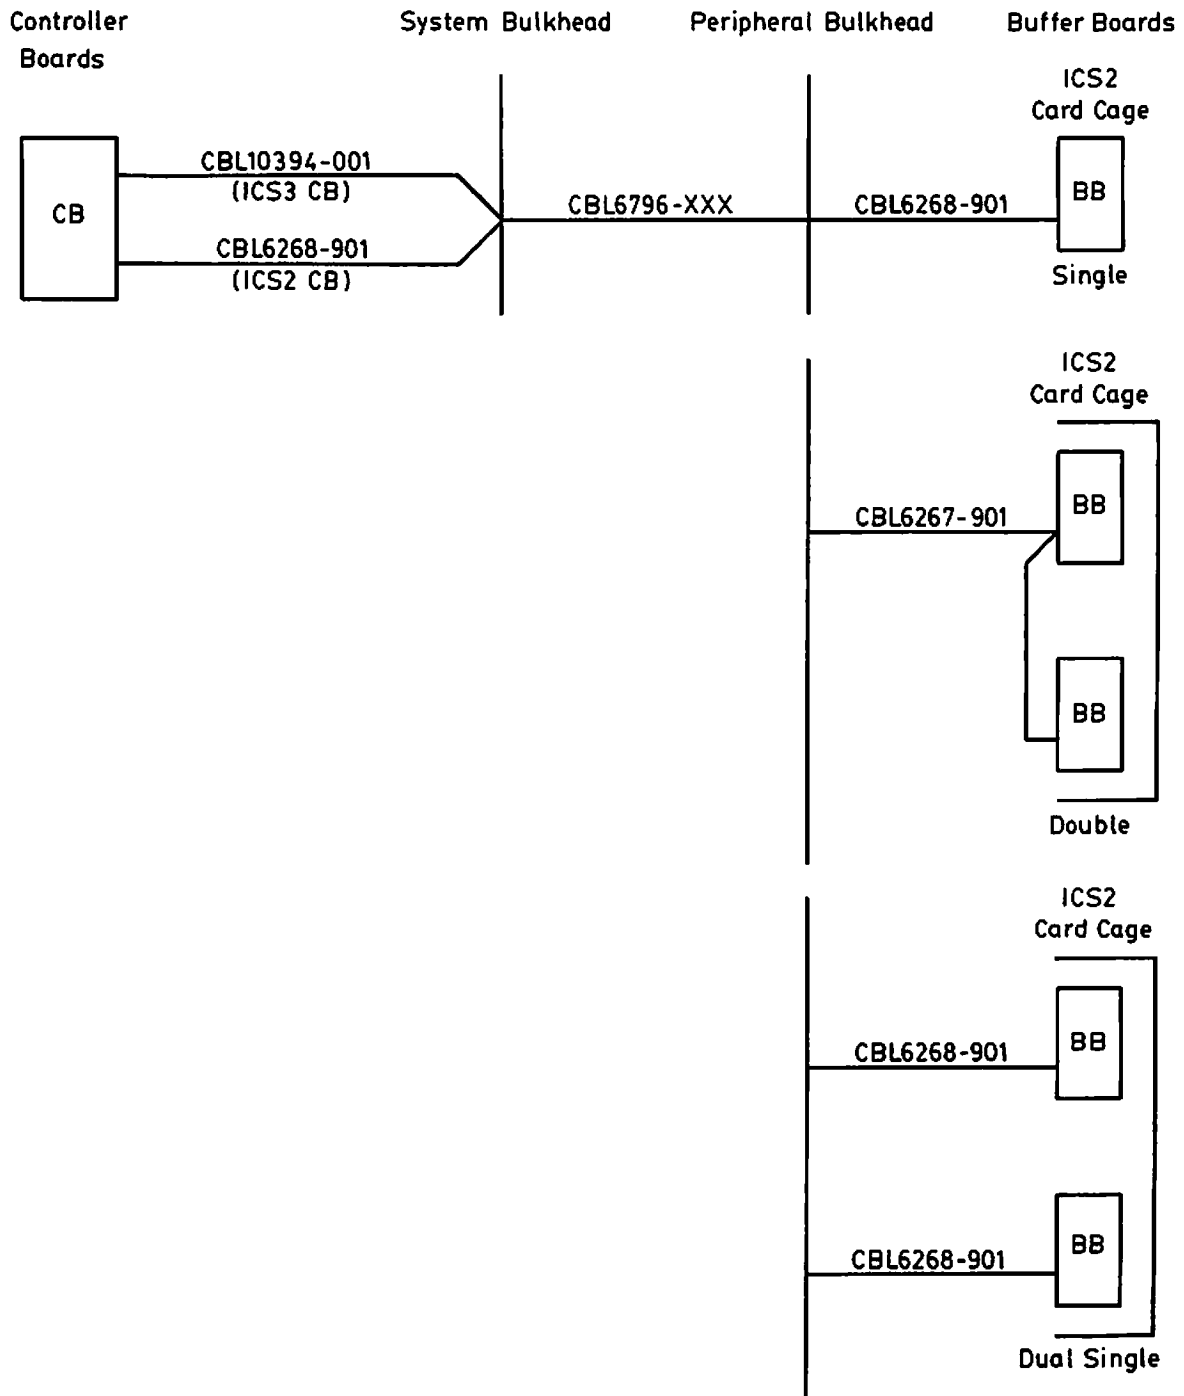 Controller
Boards
System Bulkhead
Peripheral Bulkhead
Buffer Boards
ICS2
Card Cage
CB
CBL10394-001
(ICS3 CB)
CBL6268-901
(ICS2 CB)
CBL6796-XXX
CBL6268-901
BB
Single
ICS2
Card Cage
BB
CBL6267-901
BB
Double
ICS2
Card Cage
BB
CBL6268-901
BB
CBL6268-901
Dual Single